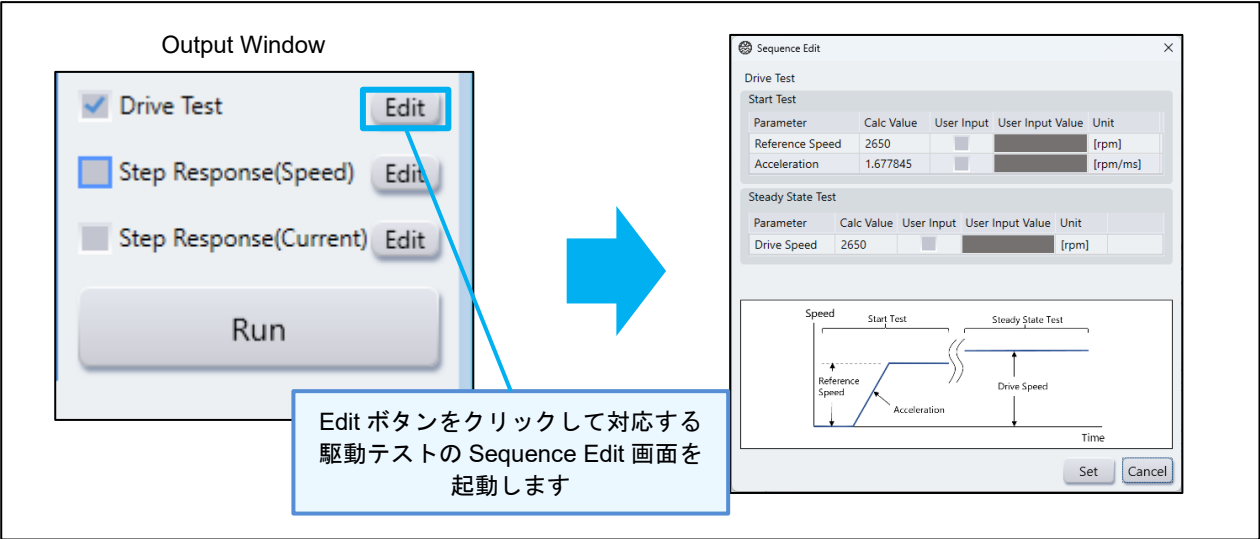 Output Window
Drive Test Edit
Step Response(Speed) Edit
Step Response(Current) Edit
Run
Edit ボタンをクリックして対応する
駆動テストの Sequence Edit 画面を
起動します
Sequence Edit
Drive Test
Start Test
Parameter Calc Value User Input User Input Value Unit
Reference Speed 2650 [rpm]
Acceleration 1.677845 [rpm/ms]
Steady State Test
Parameter Calc Value User Input User Input Value Unit
Drive Speed 2650 [rpm]
Speed
Start Test
Steady State Test
Reference
Speed
Acceleration
Drive Speed
Time
Set Cancel